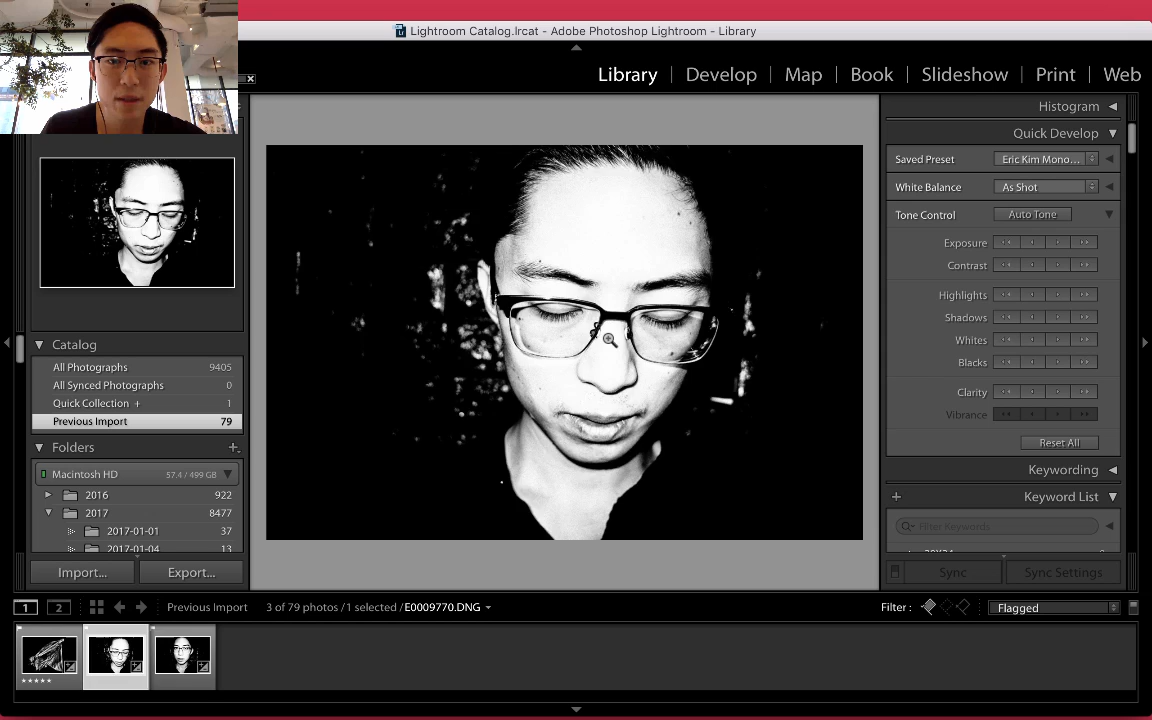 Lightroom Catalog.lrcat - Adobe Photoshop Lightroom - Library
Library | Develop | Map | Book | Slideshow | Print | Web
Histogram
Quick Develop
Saved Preset Eric Kim Mono...
White Balance As Shot
Tone Control Auto Tone
Exposure
Contrast
Highlights
Shadows
Whites
Blacks
Clarity
Vibrance
Reset All
Keywording
+ Keyword List
Filter Keywords
Sync Sync Settings
Catalog
All Photographs 9405
All Synced Photographs 0
Quick Collection + 1
Previous Import 79
Folders +
Macintosh HD 57.4 / 499 GB
2016 922
2017 8477
2017-01-01 37
2017-01-04 13
Import... Export...
1 2 Previous Import 3 of 79 photos / 1 selected / E0009770.DNG Filter : Flagged